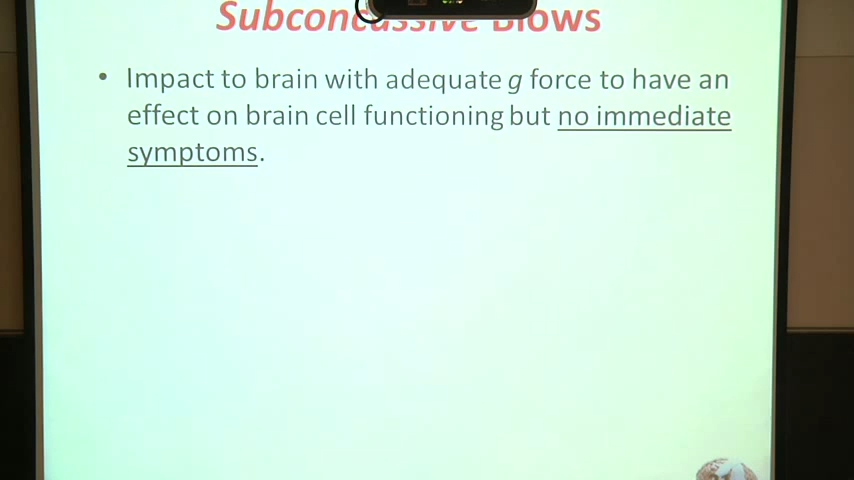 Subconcussive Blows
• Impact to brain with adequate g force to have an
effect on brain cell functioning but no immediate
symptoms.